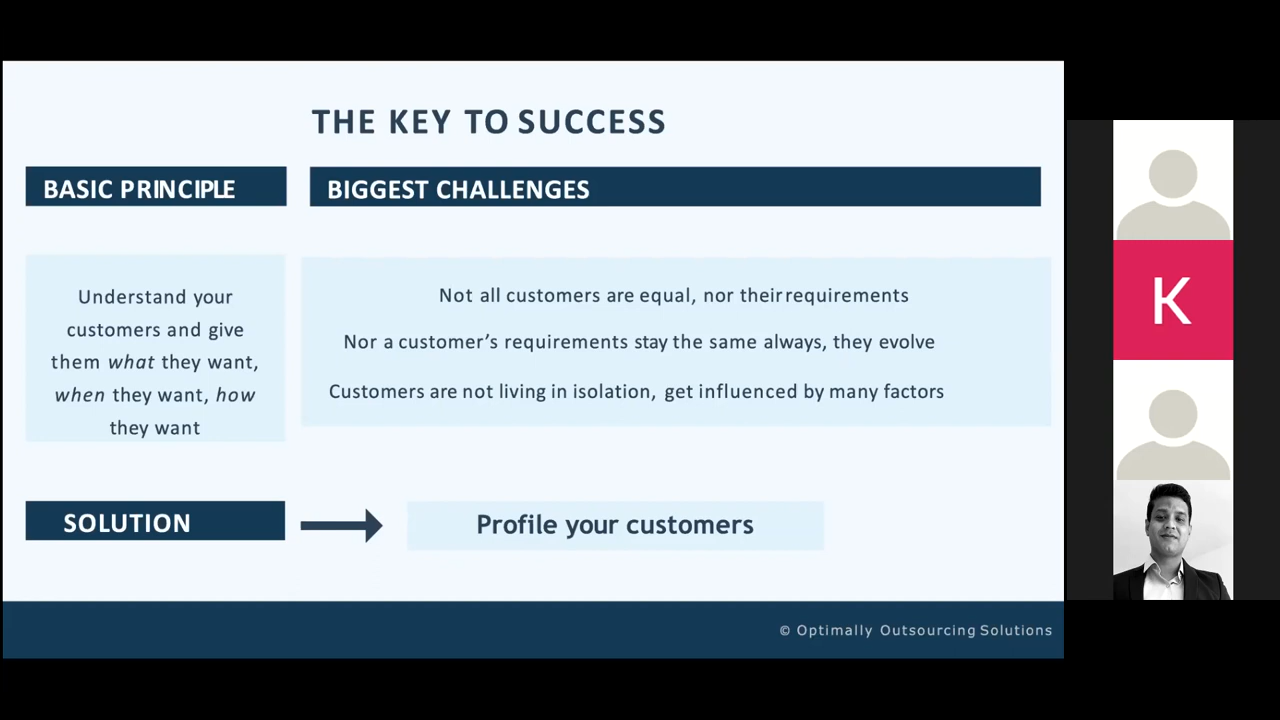 THE KEY TO SUCCESS
BASIC PRINCIPLE
BIGGEST CHALLENGES
Understand your
customers and give
them what they want,
when they want, how
they want
Not all customers are equal, nor their requirements
Nor a customer’s requirements stay the same always, they evolve
Customers are not living in isolation, get influenced by many factors
SOLUTION
Profile your customers
© Optimally Outsourcing Solutions
K